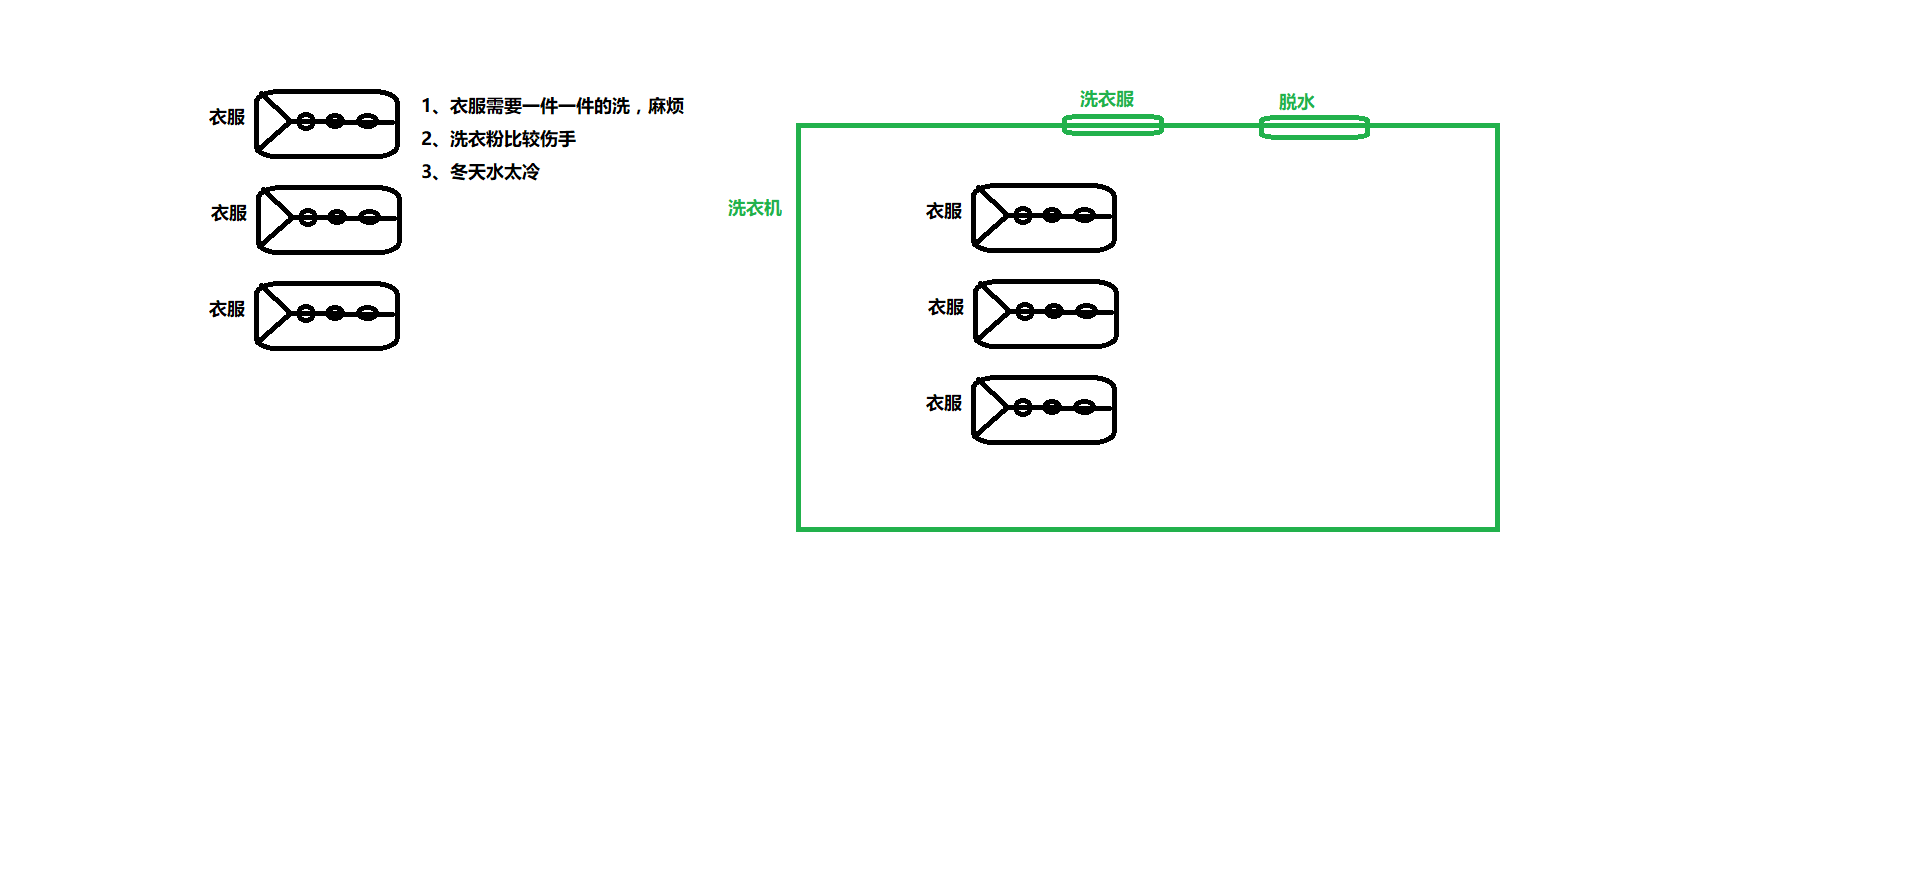 衣服
1、衣服需要一件一件的洗，麻烦
2、洗衣粉比较伤手
3、冬天水太冷
衣服
衣服
洗衣服
脱水
洗衣机
衣服
衣服
衣服